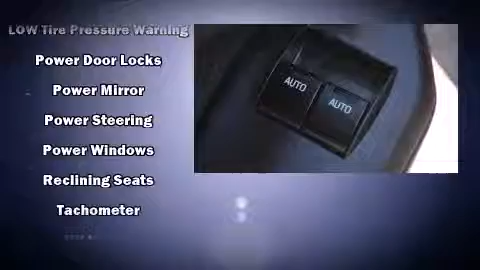 LOW Tire Pressure Warning
Power Door Locks
Power Mirror
Power Steering
Power Windows
Reclining Seats
Tachometer
AUTO
AUTO